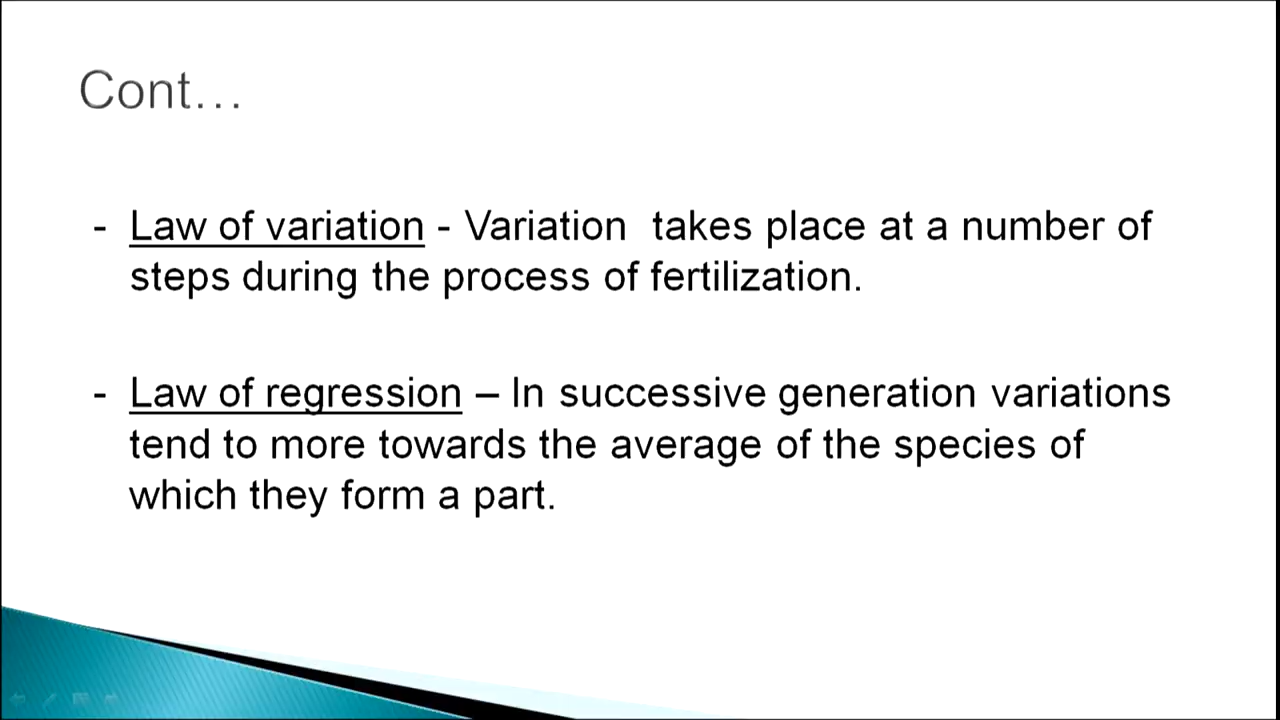 Cont…
- Law of variation - Variation takes place at a number of
steps during the process of fertilization.
- Law of regression – In successive generation variations
tend to more towards the average of the species of
which they form a part.